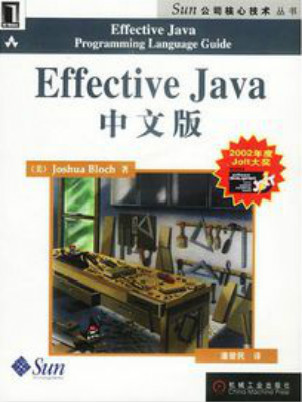 Sun 公司核心技术丛书
Effective Java
Programming Language Guide
Effective Java
中文版
(美) Joshua Bloch 著
2002年度
Jolt大奖
Sun
潘爱民 译
机械工业出版社
China Machine Press